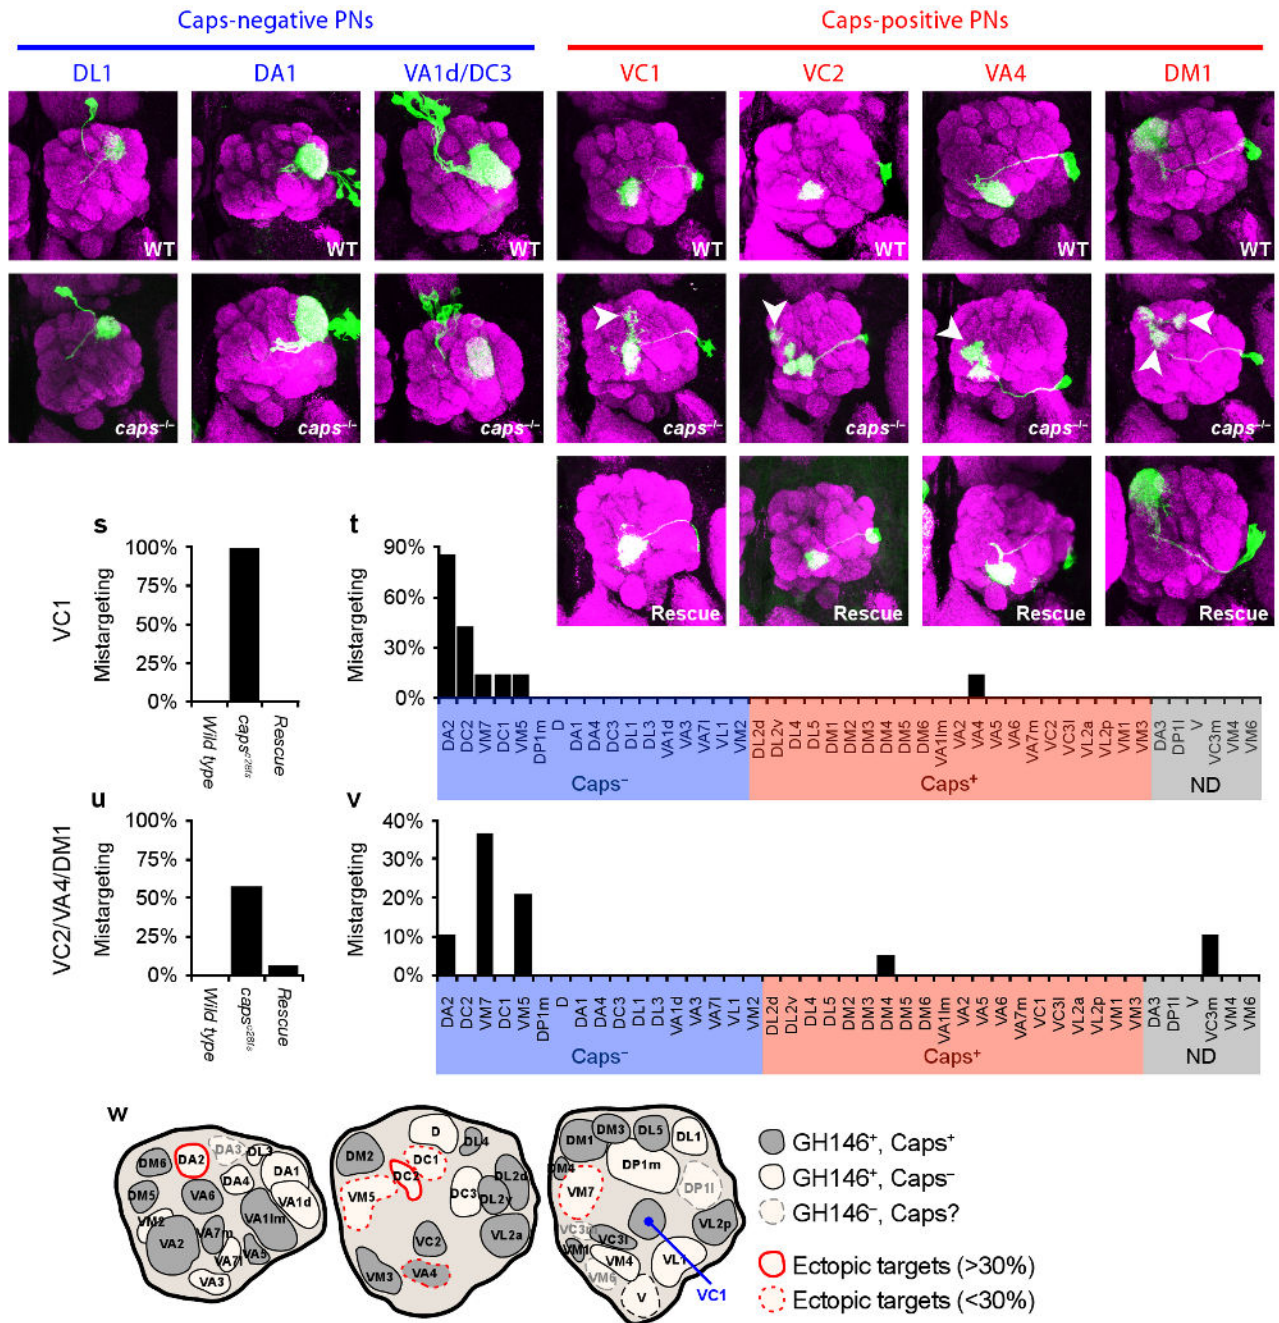 Caps-negative PNs
Caps-positive PNs
DL1 DA1 VA1d/DC3 VC1 VC2 VA4 DM1
WT WT WT WT WT WT WT
caps–/– caps–/– caps–/– caps–/– caps–/– caps–/– caps–/–
Rescue Rescue Rescue Rescue
s
VC1
Mistargeting
100%
75%
50%
25%
0%
Wild type
capsc28fs
Rescue
t
Mistargeting
90%
60%
30%
0%
DA2 DC2 VM7 DC1 VM5 DP1m D DA1 DA4 DC3 DL1 DL3 VA1d VA3 VA7l VL1 VM2 DL2d DL2v DL4 DL5 DM1 DM2 DM3 DM4 DM5 DM6 VA1lm VA2 VA4 VA5 VA6 VA7m VC2 VC3l VL2a VL2p VM1 VM3 DA3 DP1l V VC3m VM4 VM6
Caps– Caps+ ND
u
VC2/VA4/DM1
Mistargeting
100%
75%
50%
25%
0%
Wild type
capsc28fs
Rescue
v
Mistargeting
40%
30%
20%
10%
0%
DA2 DC2 VM7 DC1 VM5 DP1m D DA1 DA4 DC3 DL1 DL3 VA1d VA3 VA7l VL1 VM2 DL2d DL2v DL4 DL5 DM2 DM3 DM4 DM5 DM6 VA1lm VA2 VA5 VA6 VA7m VC1 VC3l VL2a VL2p VM1 VM3 DA3 DP1l V VC3m VM4 VM6
Caps– Caps+ ND
w
DM6 DA2 DA3 DL3 DA1 DA4 DM5 VA6 VA1d VM2 VA7m VA1lm VA2 VA7l VA5 VA3
D DL4 DM2 DC1 DC2 DL2d VM5 DC3 DL2v VC2 VL2a VM3 VA4
DM1 DM3 DL5 DL1 DM4 DP1m VM7 DP1l VC3m VC3l VL2p VM1 VM4 VL1 VM6 V
VC1
GH146+, Caps+
GH146+, Caps–
GH146–, Caps?
Ectopic targets (>30%)
Ectopic targets (<30%)